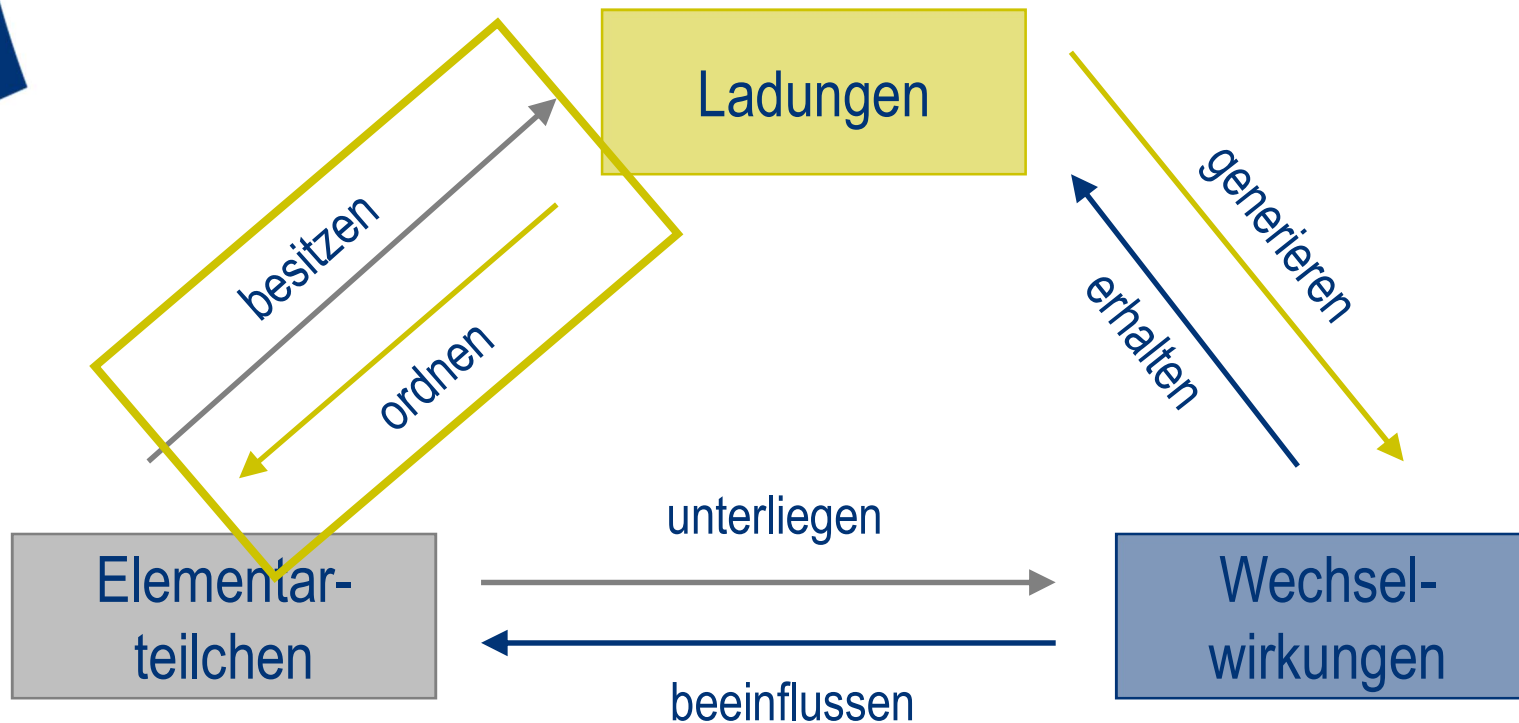 Ladungen
besitzen
ordnen
generieren
erhalten
Elementar-
teilchen
unterliegen
beeinflussen
Wechsel-
wirkungen